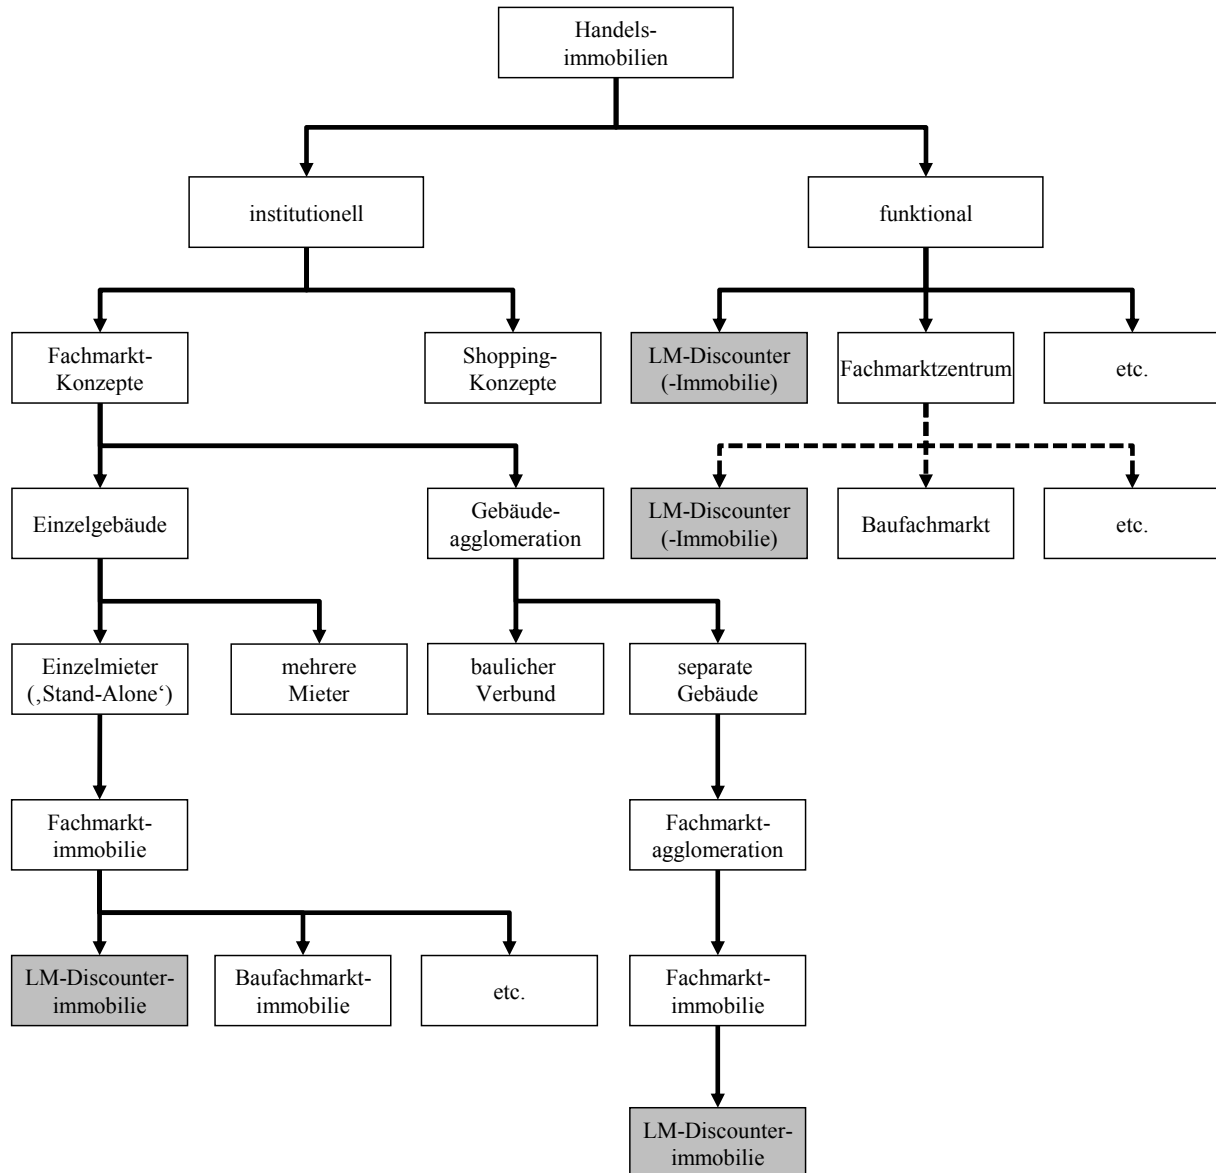 Handels-
immobilien
institutionell
funktional
Fachmarkt-
Konzepte
Shopping-
Konzepte
LM-Discounter
(-Immobilie)
Fachmarktzentrum
etc.
Einzelgebäude
Gebäude-
agglomeration
LM-Discounter
(-Immobilie)
Baufachmarkt
etc.
Einzelmieter
(‚Stand-Alone‘)
mehrere
Mieter
baulicher
Verbund
separate
Gebäude
Fachmarkt-
immobilie
Fachmarkt-
agglomeration
LM-Discounter-
immobilie
Baufachmarkt-
immobilie
etc.
Fachmarkt-
immobilie
LM-Discounter-
immobilie